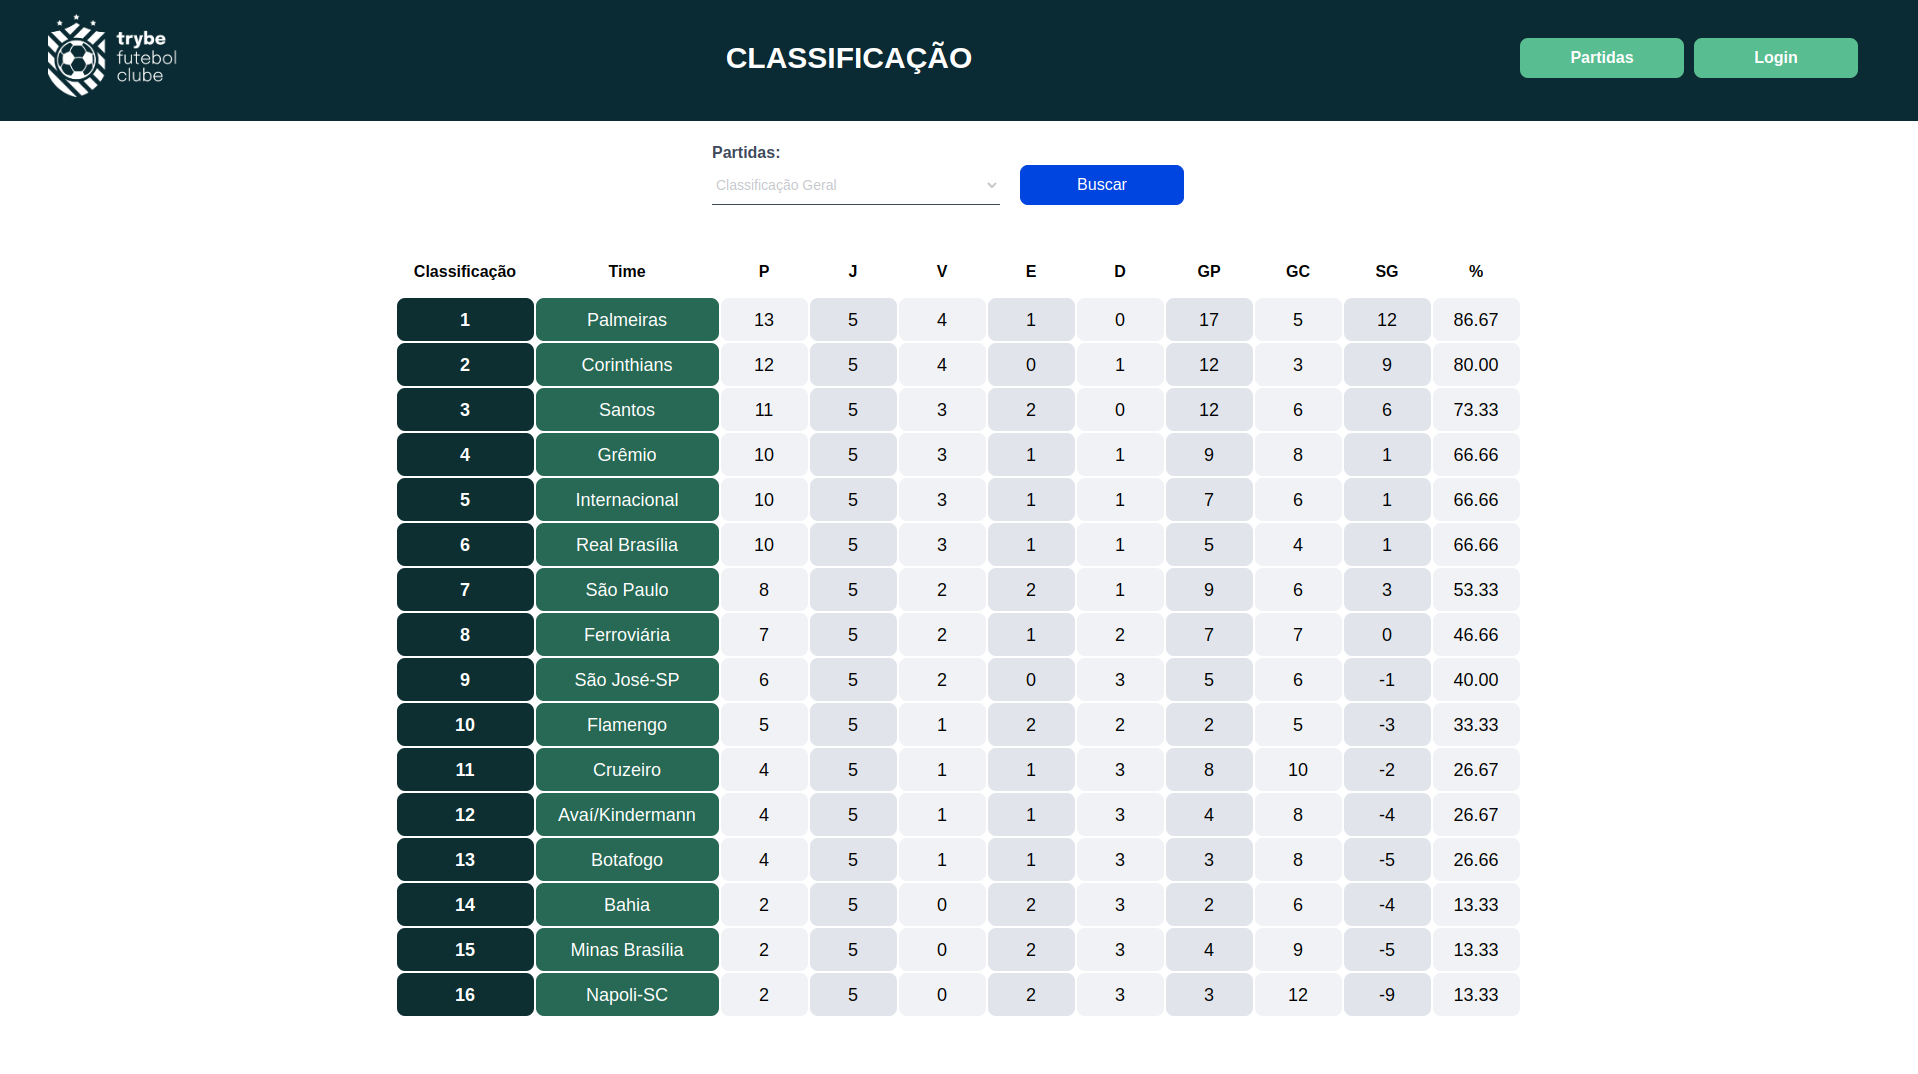 trybe
futebol
clube
CLASSIFICAÇÃO
Partidas
Login
Partidas:
Classificação Geral
Buscar
Classificação Time P J V E D GP GC SG %
1 Palmeiras 13 5 4 1 0 17 5 12 86.67
2 Corinthians 12 5 4 0 1 12 3 9 80.00
3 Santos 11 5 3 2 0 12 6 6 73.33
4 Grêmio 10 5 3 1 1 9 8 1 66.66
5 Internacional 10 5 3 1 1 7 6 1 66.66
6 Real Brasília 10 5 3 1 1 5 4 1 66.66
7 São Paulo 8 5 2 2 1 9 6 3 53.33
8 Ferroviária 7 5 2 1 2 7 7 0 46.66
9 São José-SP 6 5 2 0 3 5 6 -1 40.00
10 Flamengo 5 5 1 2 2 2 5 -3 33.33
11 Cruzeiro 4 5 1 1 3 8 10 -2 26.67
12 Avaí/Kindermann 4 5 1 1 3 4 8 -4 26.67
13 Botafogo 4 5 1 1 3 3 8 -5 26.66
14 Bahia 2 5 0 2 3 2 6 -4 13.33
15 Minas Brasília 2 5 0 2 3 4 9 -5 13.33
16 Napoli-SC 2 5 0 2 3 3 12 -9 13.33